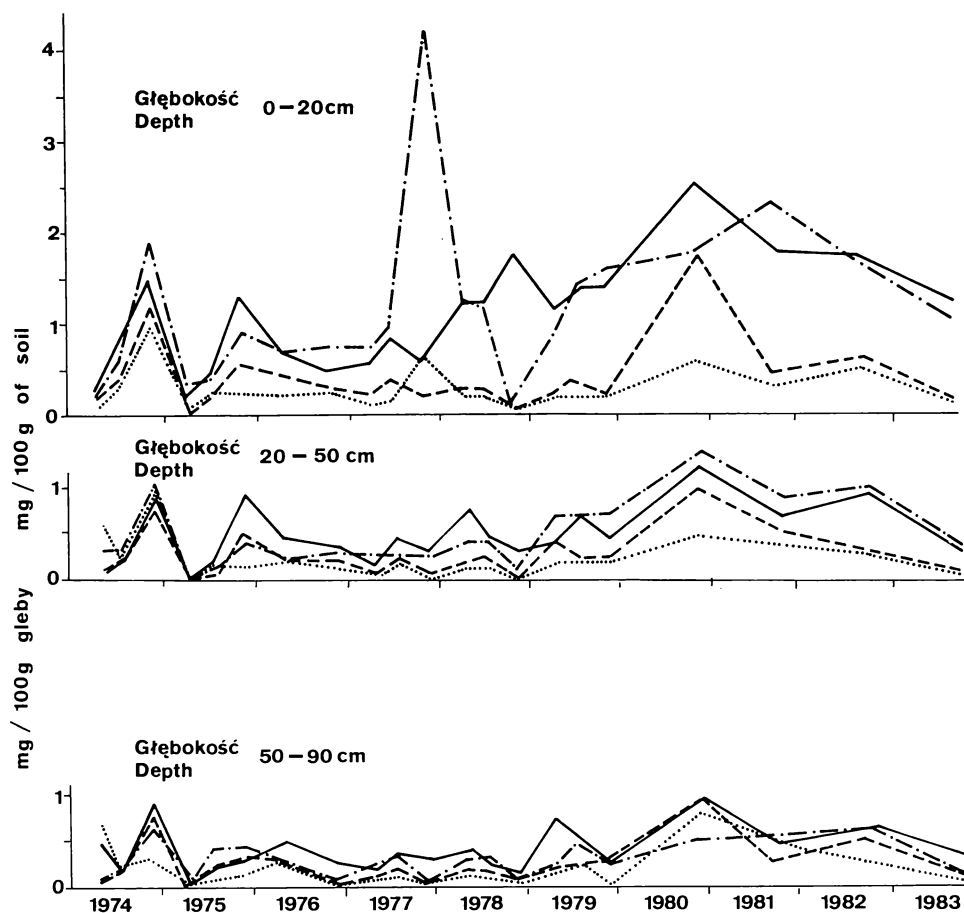 4
Głębokość 0-20cm
Depth
3
2
1
0
Głębokość 20-50 cm
Depth
1
0
mg/100g gleby mg/100g of soil
Głębokość 50-90 cm
Depth
1
0
1974 1975 1976 1977 1978 1979 1980 1981 1982 1983